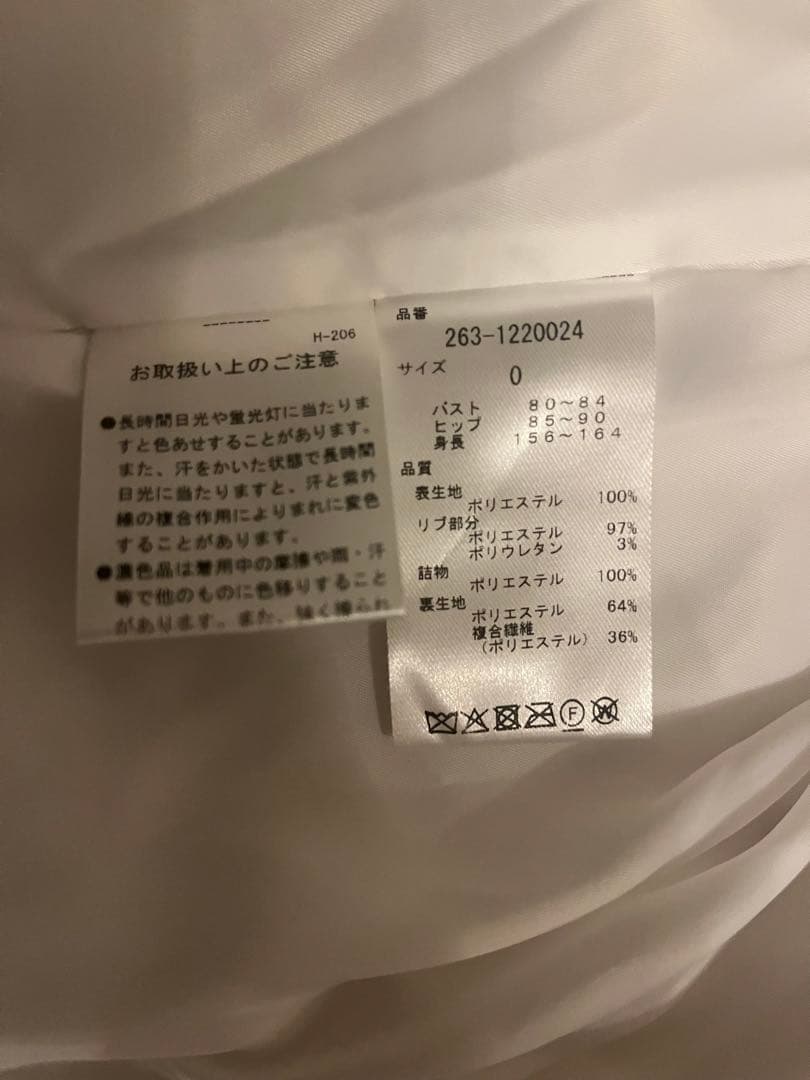 H-206
お取扱い上のご注意
●長時間日光や蛍光灯に当たりま
すと色あせすることがあります。
また、汗をかいた状態で長時間
日光に当たりますと、汗と紫外
線の複合作用によりまれに変色
することがあります。
●濃色品は着用中の摩擦や雨・汗
等で他のものに色移りすること
があります。また、強く擦られ
品番
263-1220024
サイズ
0
バスト 80～84
ヒップ 85～90
身長 156～164
品質
表生地
ポリエステル 100%
リブ部分
ポリエステル 97%
ポリウレタン 3%
詰物
ポリエステル 100%
裏生地
ポリエステル 64%
複合繊維
(ポリエステル) 36%
F
W